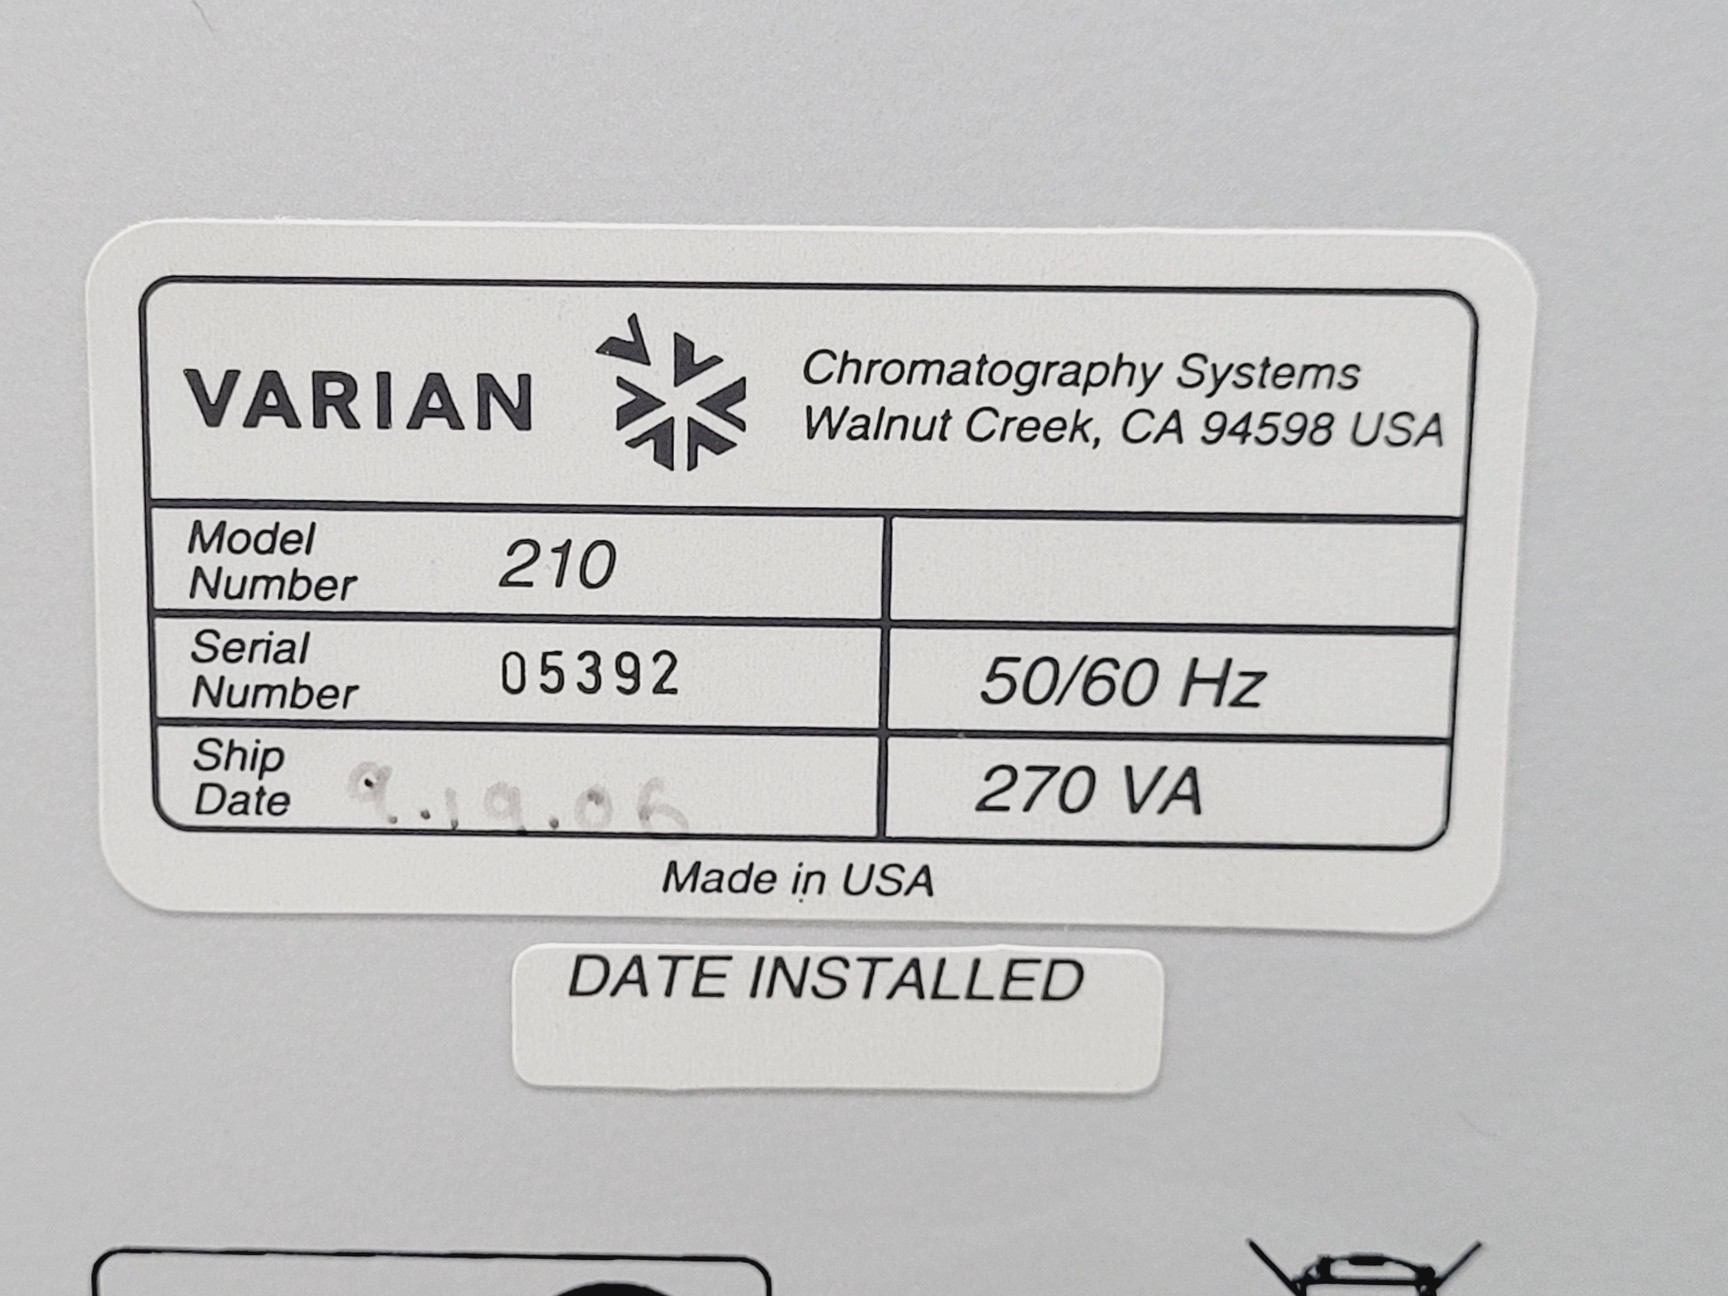 VARIAN
Chromatography Systems
Walnut Creek, CA 94598 USA
Model
Number
210
Serial
Number
05392
50/60 Hz
Ship
Date
9.19.06
270 VA
Made in USA
DATE INSTALLED